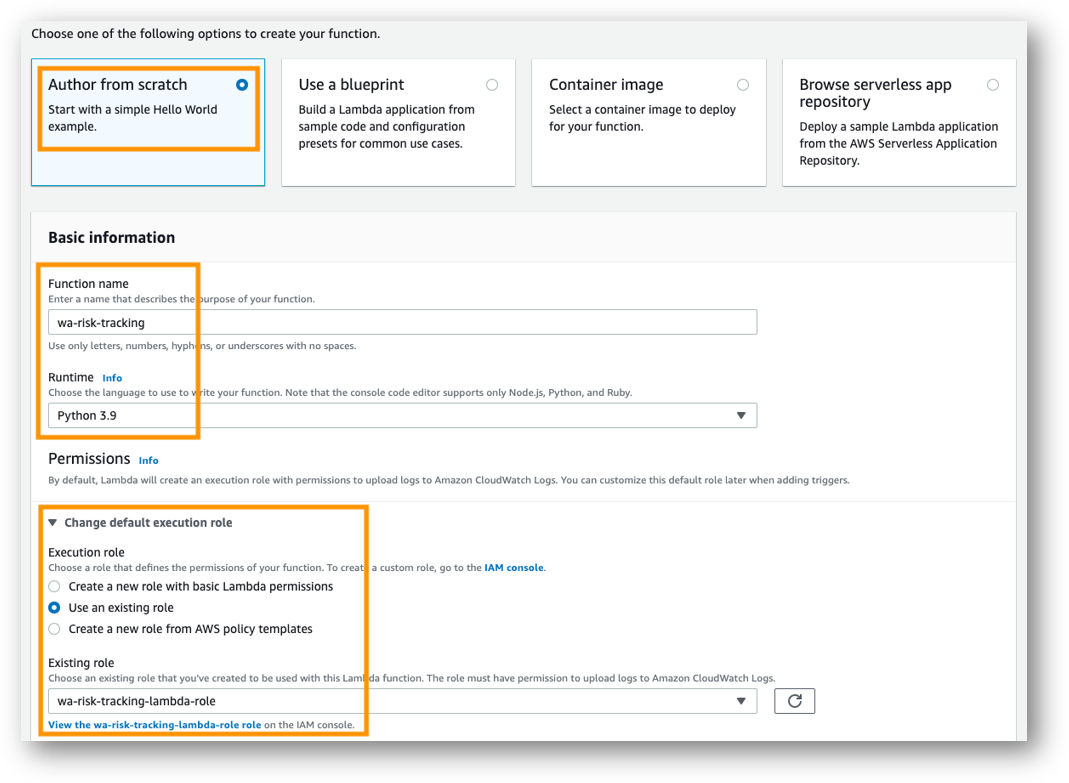 Choose one of the following options to create your function.
Author from scratch
Start with a simple Hello World
example.
Use a blueprint
Build a Lambda application from
sample code and configuration
presets for common use cases.
Container image
Select a container image to deploy
for your function.
Browse serverless app
repository
Deploy a sample Lambda application
from the AWS Serverless Application
Repository.
Basic information
Function name
Enter a name that describes the purpose of your function.
wa-risk-tracking
Use only letters, numbers, hyphens, or underscores with no spaces.
Runtime Info
Choose the language to use to write your function. Note that the console code editor supports only Node.js, Python, and Ruby.
Python 3.9
Permissions Info
By default, Lambda will create an execution role with permissions to upload logs to Amazon CloudWatch Logs. You can customize this default role later when adding triggers.
Change default execution role
Execution role
Choose a role that defines the permissions of your function. To create a custom role, go to the IAM console.
Create a new role with basic Lambda permissions
Use an existing role
Create a new role from AWS policy templates
Existing role
Choose an existing role that you've created to be used with this Lambda function. The role must have permission to upload logs to Amazon CloudWatch Logs.
wa-risk-tracking-lambda-role
View the wa-risk-tracking-lambda-role role on the IAM console.